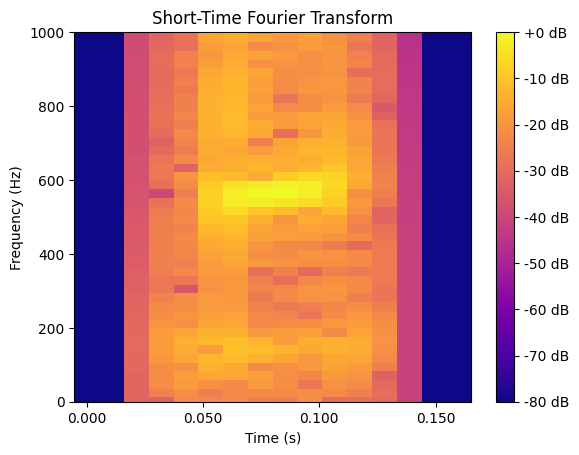 Short-Time Fourier Transform
1000
800
600
400
200
0
Frequency (Hz)
0.000
0.050
0.100
0.150
Time (s)
+0 dB
-10 dB
-20 dB
-30 dB
-40 dB
-50 dB
-60 dB
-70 dB
-80 dB